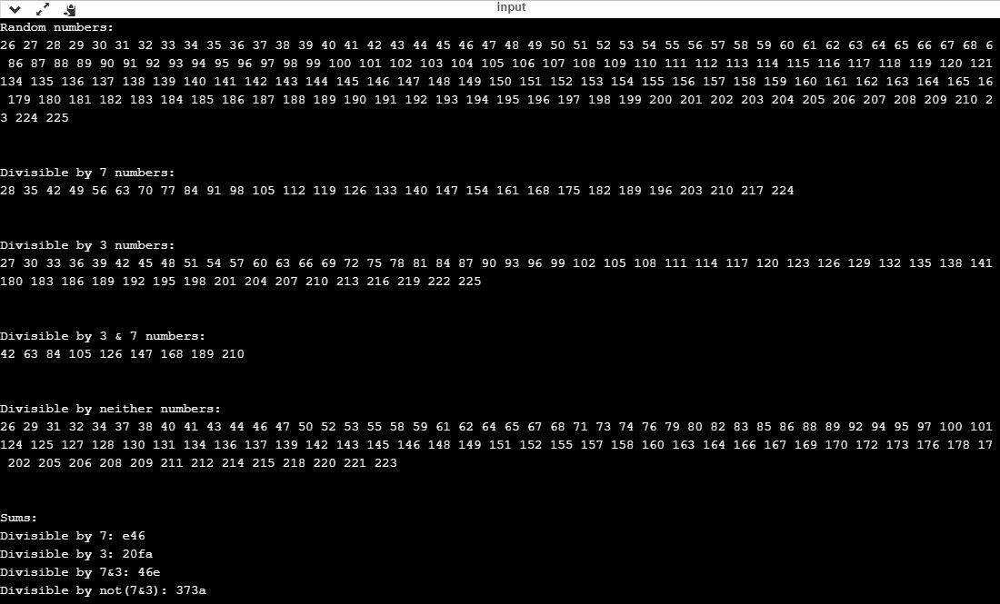 input
Random numbers:
26 27 28 29 30 31 32 33 34 35 36 37 38 39 40 41 42 43 44 45 46 47 48 49 50 51 52 53 54 55 56 57 58 59 60 61 62 63 64 65 66 67 68 6
86 87 88 89 90 91 92 93 94 95 96 97 98 99 100 101 102 103 104 105 106 107 108 109 110 111 112 113 114 115 116 117 118 119 120 121
134 135 136 137 138 139 140 141 142 143 144 145 146 147 148 149 150 151 152 153 154 155 156 157 158 159 160 161 162 163 164 165 16
179 180 181 182 183 184 185 186 187 188 189 190 191 192 193 194 195 196 197 198 199 200 201 202 203 204 205 206 207 208 209 210 2
3 224 225
Divisible by 7 numbers:
28 35 42 49 56 63 70 77 84 91 98 105 112 119 126 133 140 147 154 161 168 175 182 189 196 203 210 217 224
Divisible by 3 numbers:
27 30 33 36 39 42 45 48 51 54 57 60 63 66 69 72 75 78 81 84 87 90 93 96 99 102 105 108 111 114 117 120 123 126 129 132 135 138 141
180 183 186 189 192 195 198 201 204 207 210 213 216 219 222 225
Divisible by 3 & 7 numbers:
42 63 84 105 126 147 168 189 210
Divisible by neither numbers:
26 29 31 32 34 37 38 40 41 43 44 46 47 50 52 53 55 58 59 61 62 64 65 67 68 71 73 74 76 79 80 82 83 85 86 88 89 92 94 95 97 100 101
124 125 127 128 130 131 134 136 137 139 142 143 145 146 148 149 151 152 155 157 158 160 163 164 166 167 169 170 172 173 176 178 17
202 205 206 208 209 211 212 214 215 218 220 221 223
Sums:
Divisible by 7: e46
Divisible by 3: 20fa
Divisible by 7&3: 46e
Divisible by not(7&3): 373a